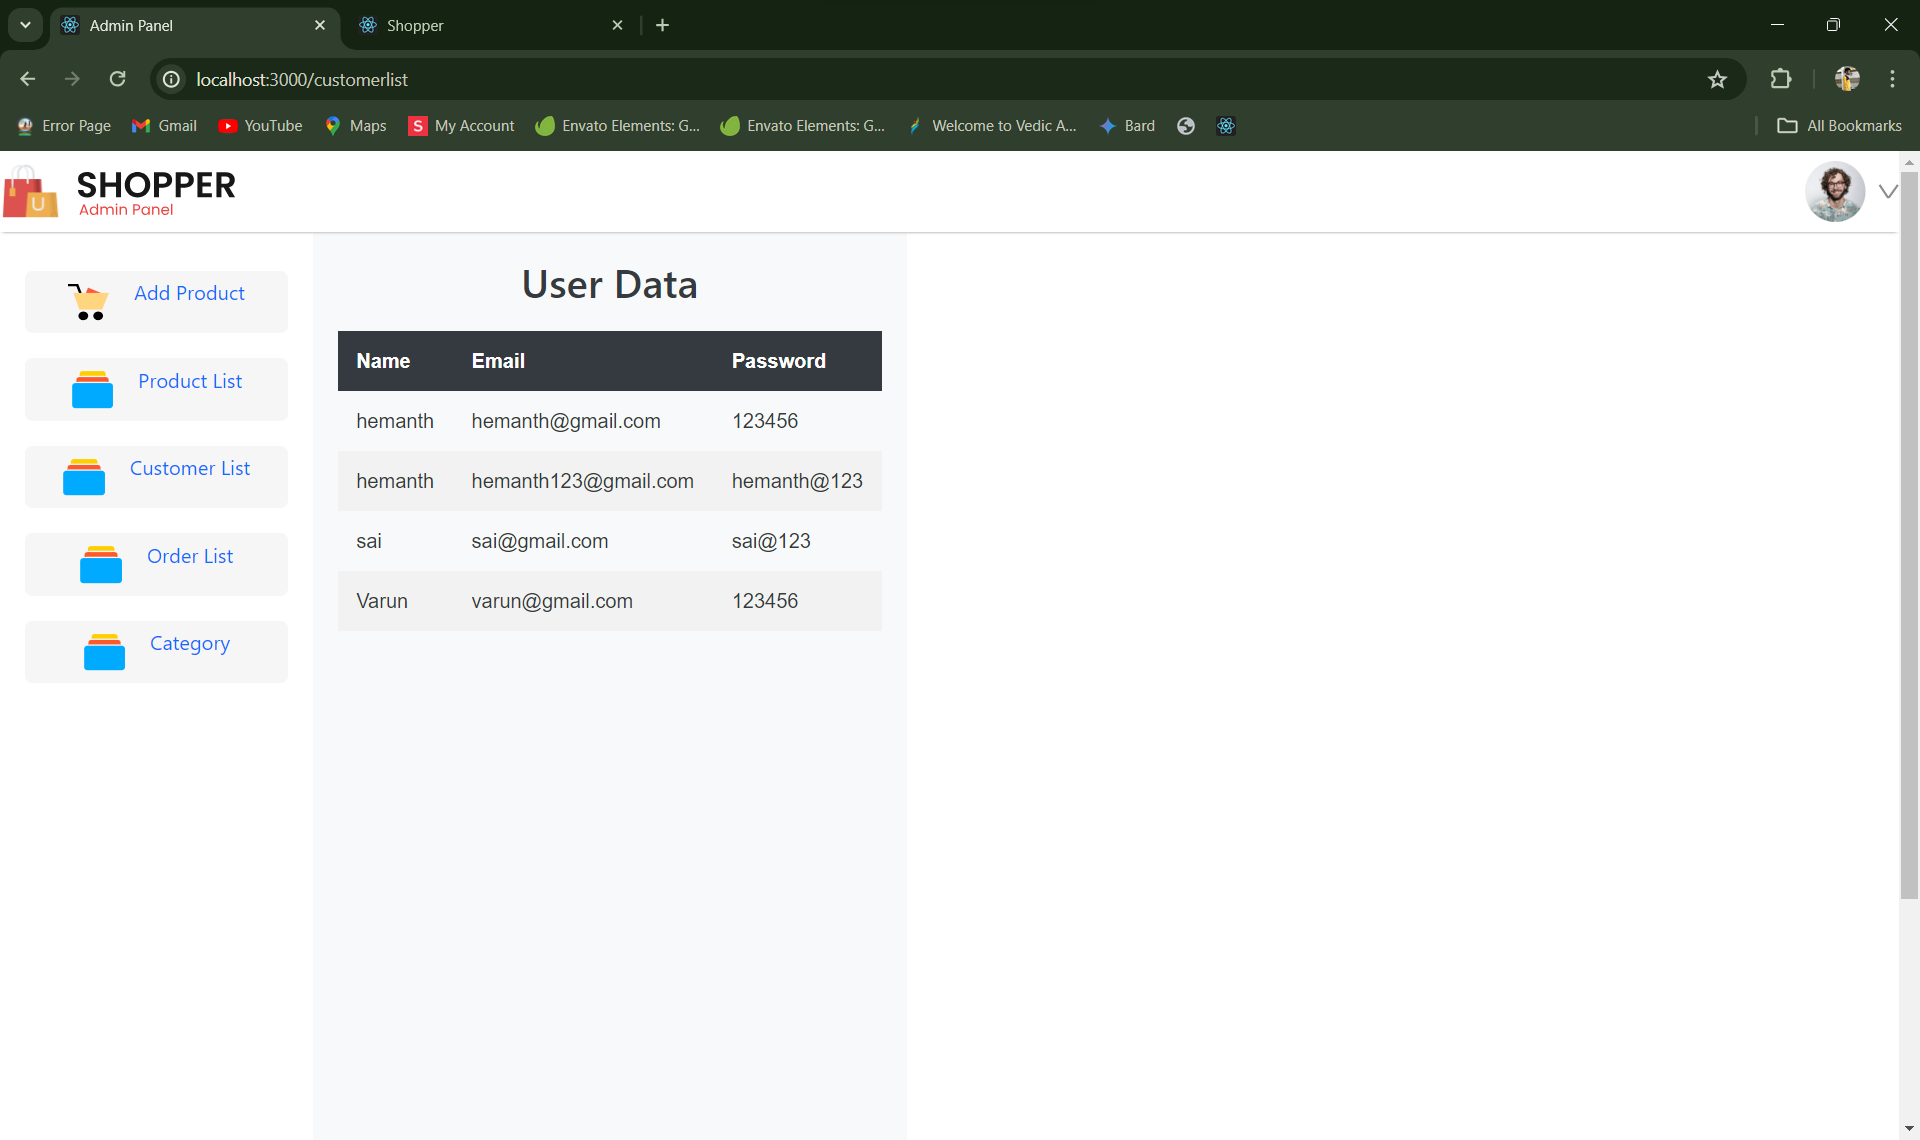 Admin Panel
Shopper
localhost:3000/customerlist
Error Page
Gmail
YouTube
Maps
S My Account
Envato Elements: G...
Envato Elements: G...
Welcome to Vedic A...
Bard
All Bookmarks
U
SHOPPER
Admin Panel
Add Product
Product List
Customer List
Order List
Category
User Data
Name Email Password
hemanth hemanth@gmail.com 123456
hemanth hemanth123@gmail.com hemanth@123
sai sai@gmail.com sai@123
Varun varun@gmail.com 123456